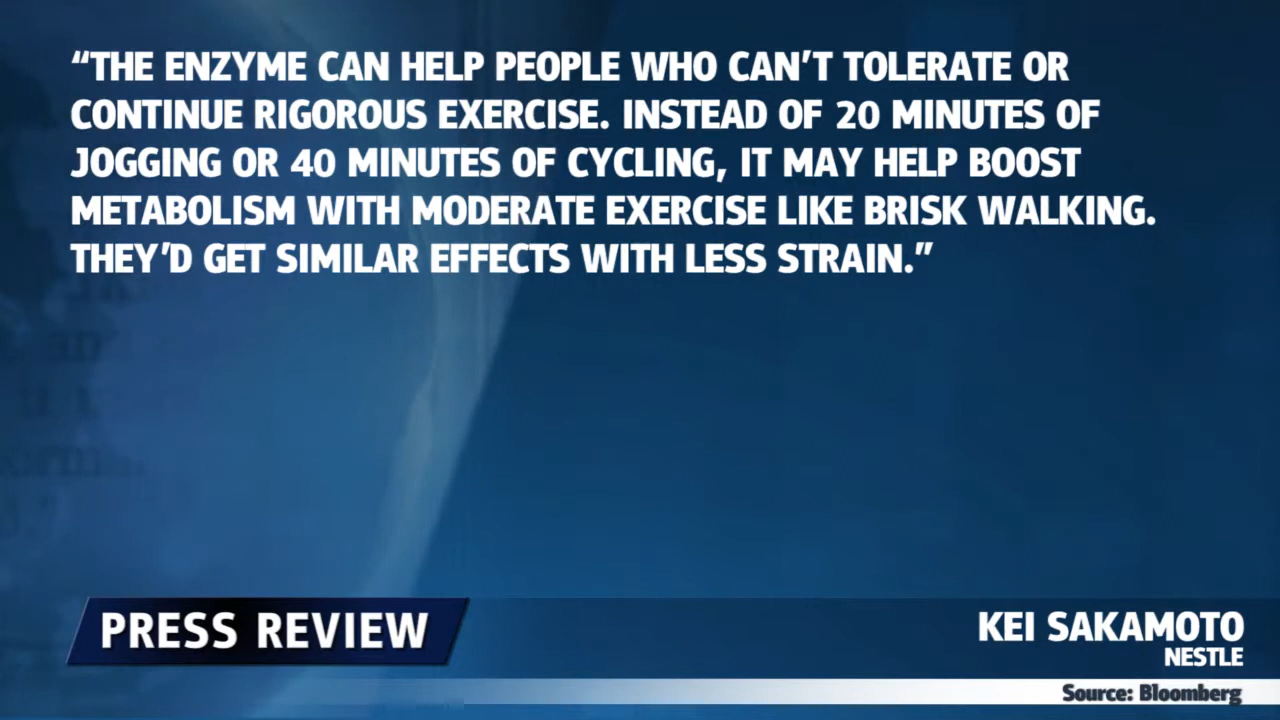 “THE ENZYME CAN HELP PEOPLE WHO CAN’T TOLERATE OR
CONTINUE RIGOROUS EXERCISE. INSTEAD OF 20 MINUTES OF
JOGGING OR 40 MINUTES OF CYCLING, IT MAY HELP BOOST
METABOLISM WITH MODERATE EXERCISE LIKE BRISK WALKING.
THEY’D GET SIMILAR EFFECTS WITH LESS STRAIN.”
PRESS REVIEW
KEI SAKAMOTO
NESTLE
Source: Bloomberg